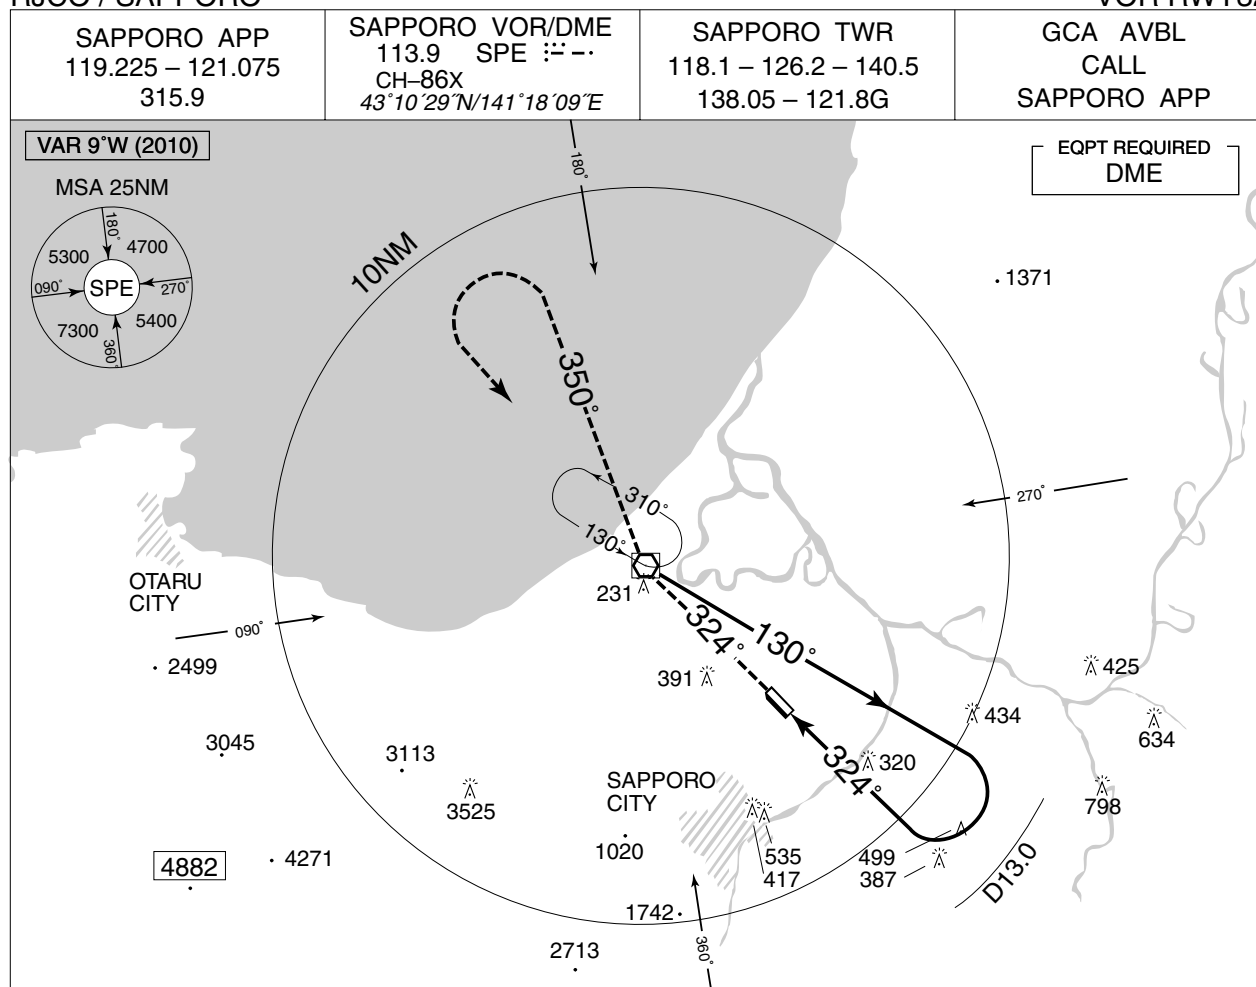 SAPPORO APP
119.225 – 121.075
315.9
SAPPORO VOR/DME
113.9 SPE
CH–86X
43°10´29˝N/141°18´09˝E
SAPPORO TWR
118.1 – 126.2 – 140.5
138.05 – 121.8G
GCA AVBL
CALL
SAPPORO APP
VAR 9°W (2010)
MSA 25NM
180°
5300
4700
090°
SPE
270°
7300
5400
360°
EQPT REQUIRED
DME
180°
10NM
1371
350°
310°
130°
270°
231
OTARU
CITY
090°
324°
130°
2499
391
425
434
634
3045
3113
3525
SAPPORO
CITY
320
324°
798
1020
535
417
499
387
D13.0
4882
4271
1742
360°
2713